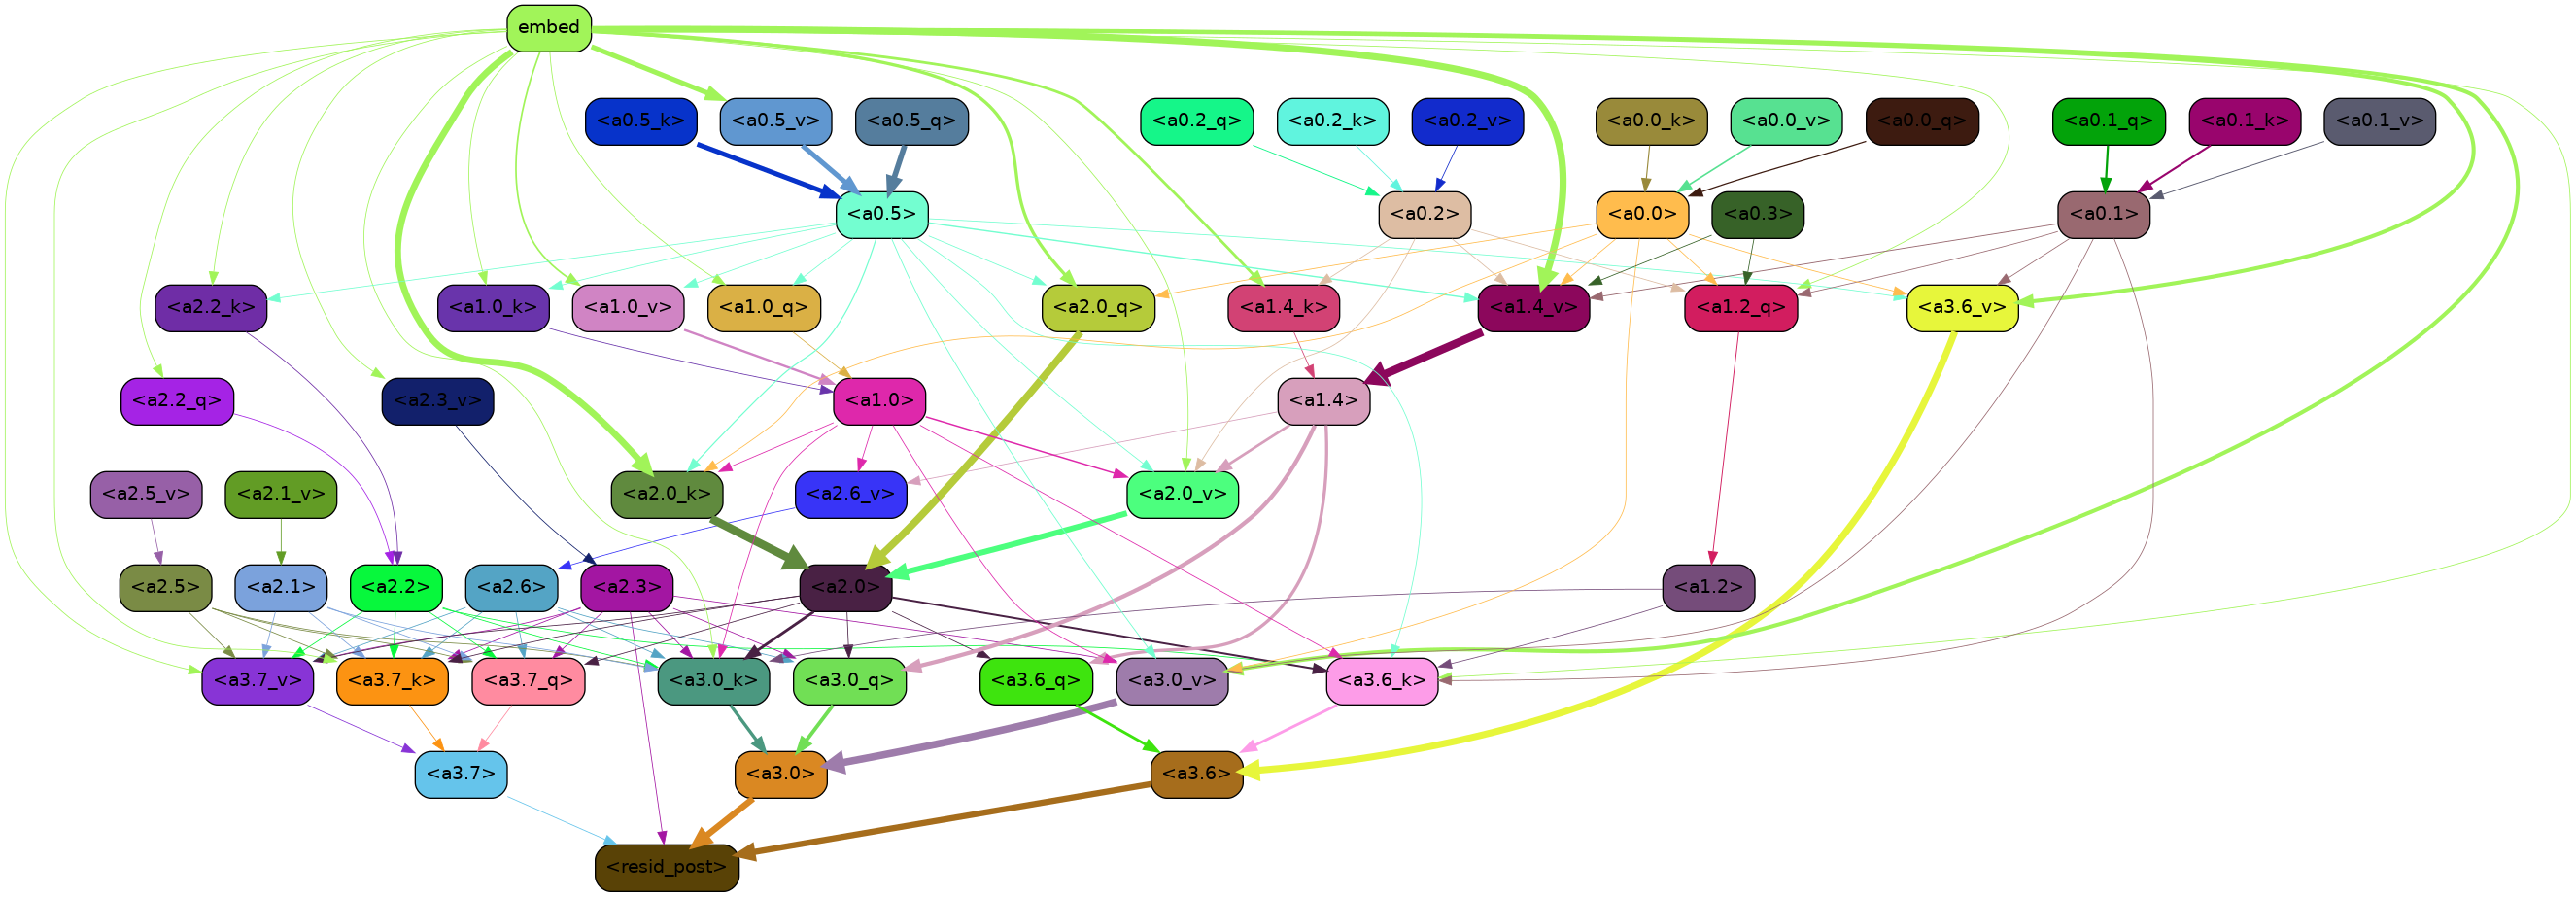 embed
<a0.5_k>
<a0.5_v>
<a0.5_q>
<a0.2_q>
<a0.2_k>
<a0.2_v>
<a0.0_k>
<a0.0_v>
<a0.0_q>
<a0.1_q>
<a0.1_k>
<a0.1_v>
<a0.5>
<a0.2>
<a0.0>
<a0.3>
<a0.1>
<a2.2_k>
<a1.0_k>
<a1.0_v>
<a1.0_q>
<a2.0_q>
<a1.4_k>
<a1.4_v>
<a1.2_q>
<a3.6_v>
<a2.2_q>
<a2.3_v>
<a1.0>
<a1.4>
<a2.5_v>
<a2.1_v>
<a2.0_k>
<a2.6_v>
<a2.0_v>
<a2.5>
<a2.1>
<a2.2>
<a2.6>
<a2.3>
<a2.0>
<a1.2>
<a3.7_v>
<a3.7_k>
<a3.7_q>
<a3.0_k>
<a3.0_q>
<a3.6_q>
<a3.0_v>
<a3.6_k>
<a3.7>
<a3.0>
<a3.6>
<resid_post>